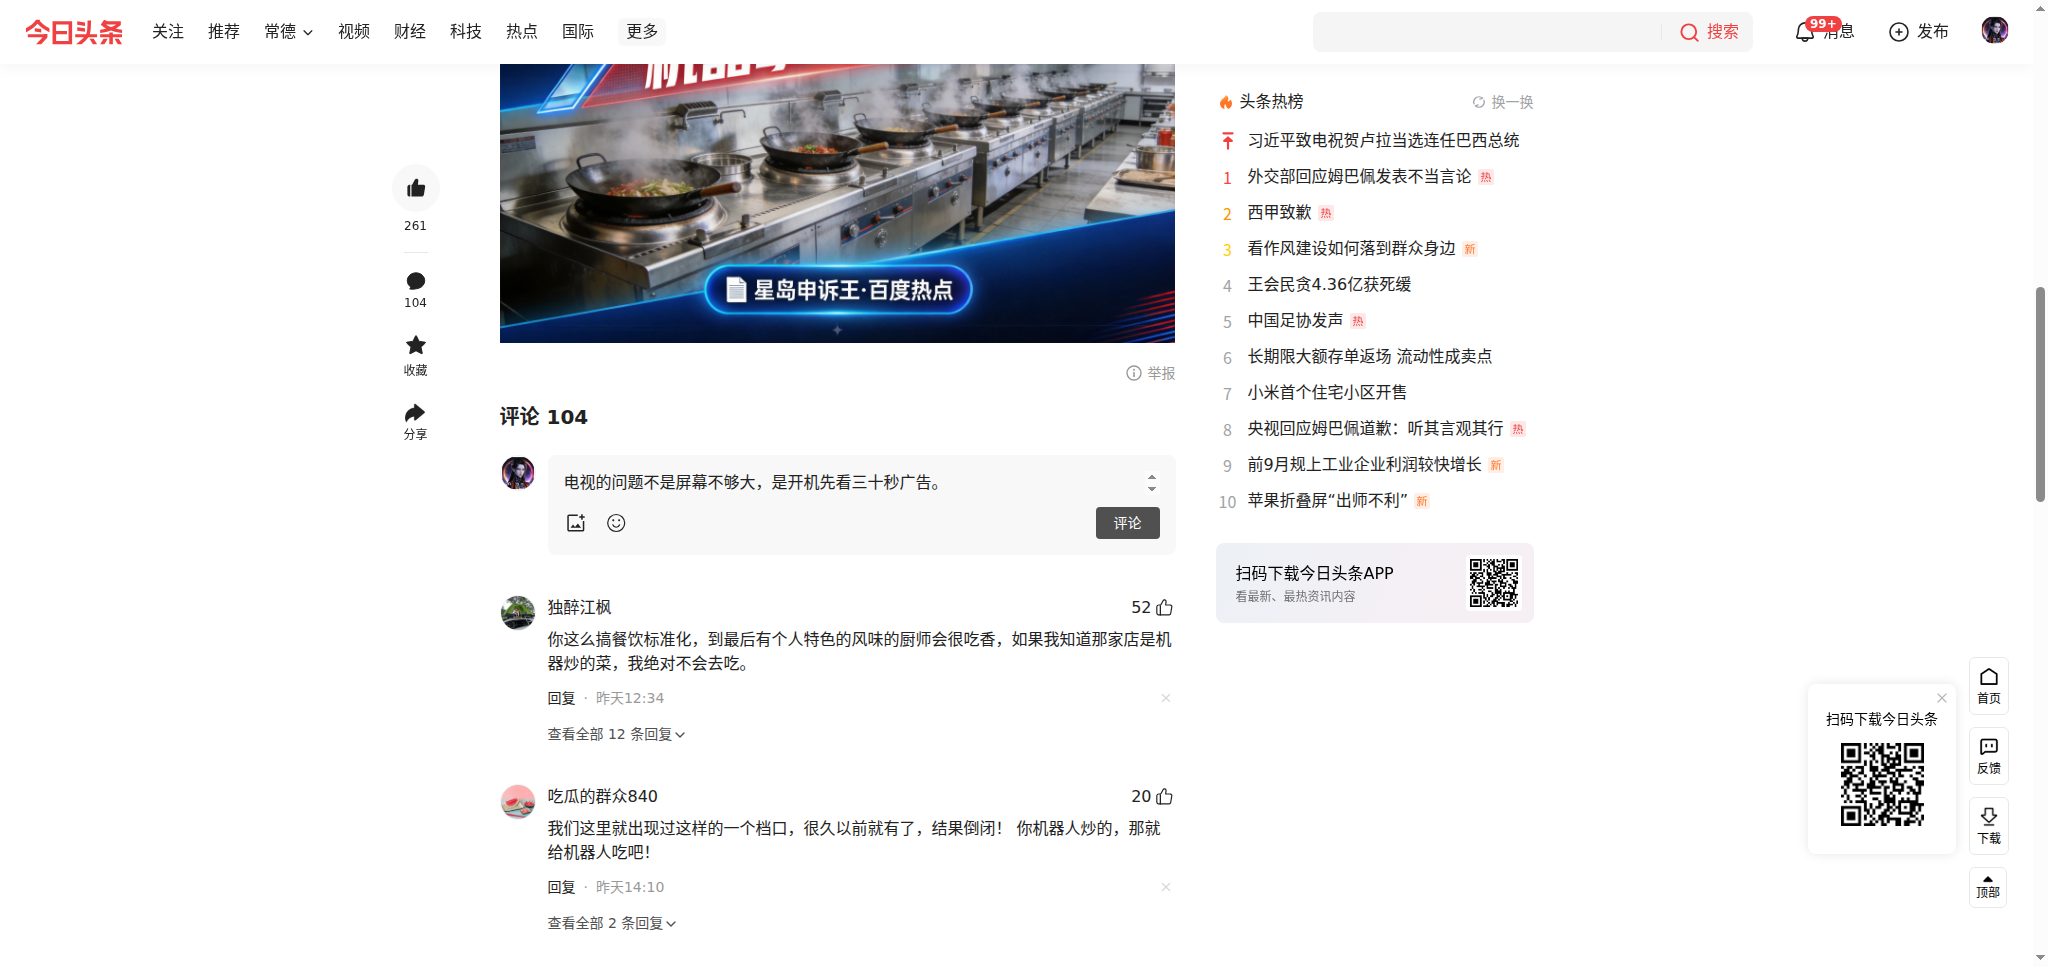 今日头条
关注
推荐
常德
视频
财经
科技
热点
国际
更多
搜索
99+
消息
发布
261
104
收藏
分享
星岛申诉王·百度热点
举报
评论 104
电视的问题不是屏幕不够大，是开机先看三十秒广告。
评论
独醉江枫
52
你这么搞餐饮标准化，到最后有个人特色的风味的厨师会很吃香，如果我知道那家店是机
器炒的菜，我绝对不会去吃。
回复 · 昨天12:34
查看全部 12 条回复
吃瓜的群众840
20
我们这里就出现过这样的一个档口，很久以前就有了，结果倒闭！ 你机器人炒的，那就
给机器人吃吧！
回复 · 昨天14:10
查看全部 2 条回复
头条热榜
换一换
习近平致电祝贺卢拉当选连任巴西总统
1 外交部回应姆巴佩发表不当言论 热
2 西甲致歉 热
3 看作风建设如何落到群众身边 新
4 王会民贪4.36亿获死缓
5 中国足协发声 热
6 长期限大额存单返场 流动性成卖点
7 小米首个住宅小区开售
8 央视回应姆巴佩道歉：听其言观其行 热
9 前9月规上工业企业利润较快增长 新
10 苹果折叠屏“出师不利” 新
扫码下载今日头条APP
看最新、最热资讯内容
扫码下载今日头条
首页
反馈
下载
顶部